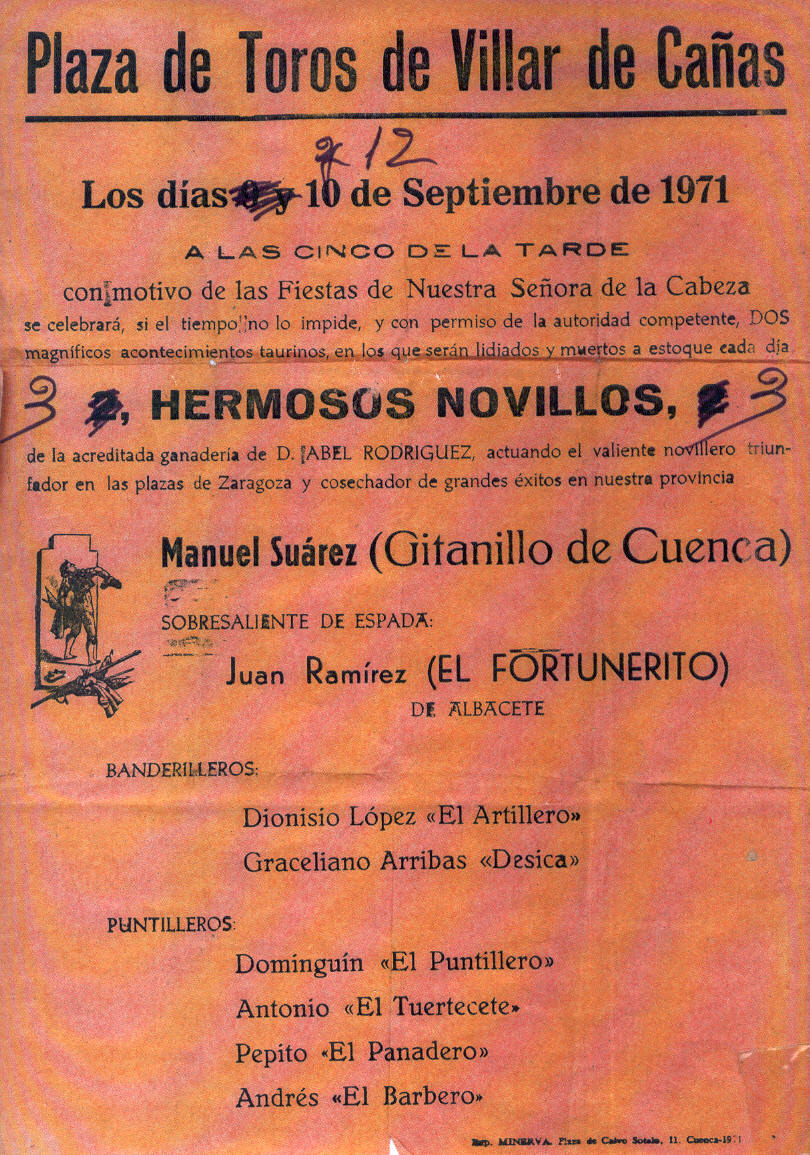 Plaza de Toros de Villar de Cañas
y 12
Los días 9 y 10 de Septiembre de 1971
A LAS CINCO DE LA TARDE
con motivo de las Fiestas de Nuestra Señora de la Cabeza
se celebrará, si el tiempo no lo impide, y con permiso de la autoridad competente, DOS
magníficos acontecimientos taurinos, en los que serán lidiados y muertos a estoque cada día
3 2, HERMOSOS NOVILLOS, 2 3
de la acreditada ganadería de D. ABEL RODRIGUEZ, actuando el valiente novillero triun-
fador en las plazas de Zaragoza y cosechador de grandes éxitos en nuestra provincia
Manuel Suárez (Gitanillo de Cuenca)
SOBRESALIENTE DE ESPADA:
Juan Ramírez (EL FORTUNERITO)
DE ALBACETE
BANDERILLEROS:
Dionisio López «El Artillero»
Graceliano Arribas «Desica»
PUNTILLEROS:
Dominguín «El Puntillero»
Antonio «El Tuertecete»
Pepito «El Panadero»
Andrés «El Barbero»
Imp. MINERVA. Plaza de Calvo Sotelo, 11. Cuenca-1971